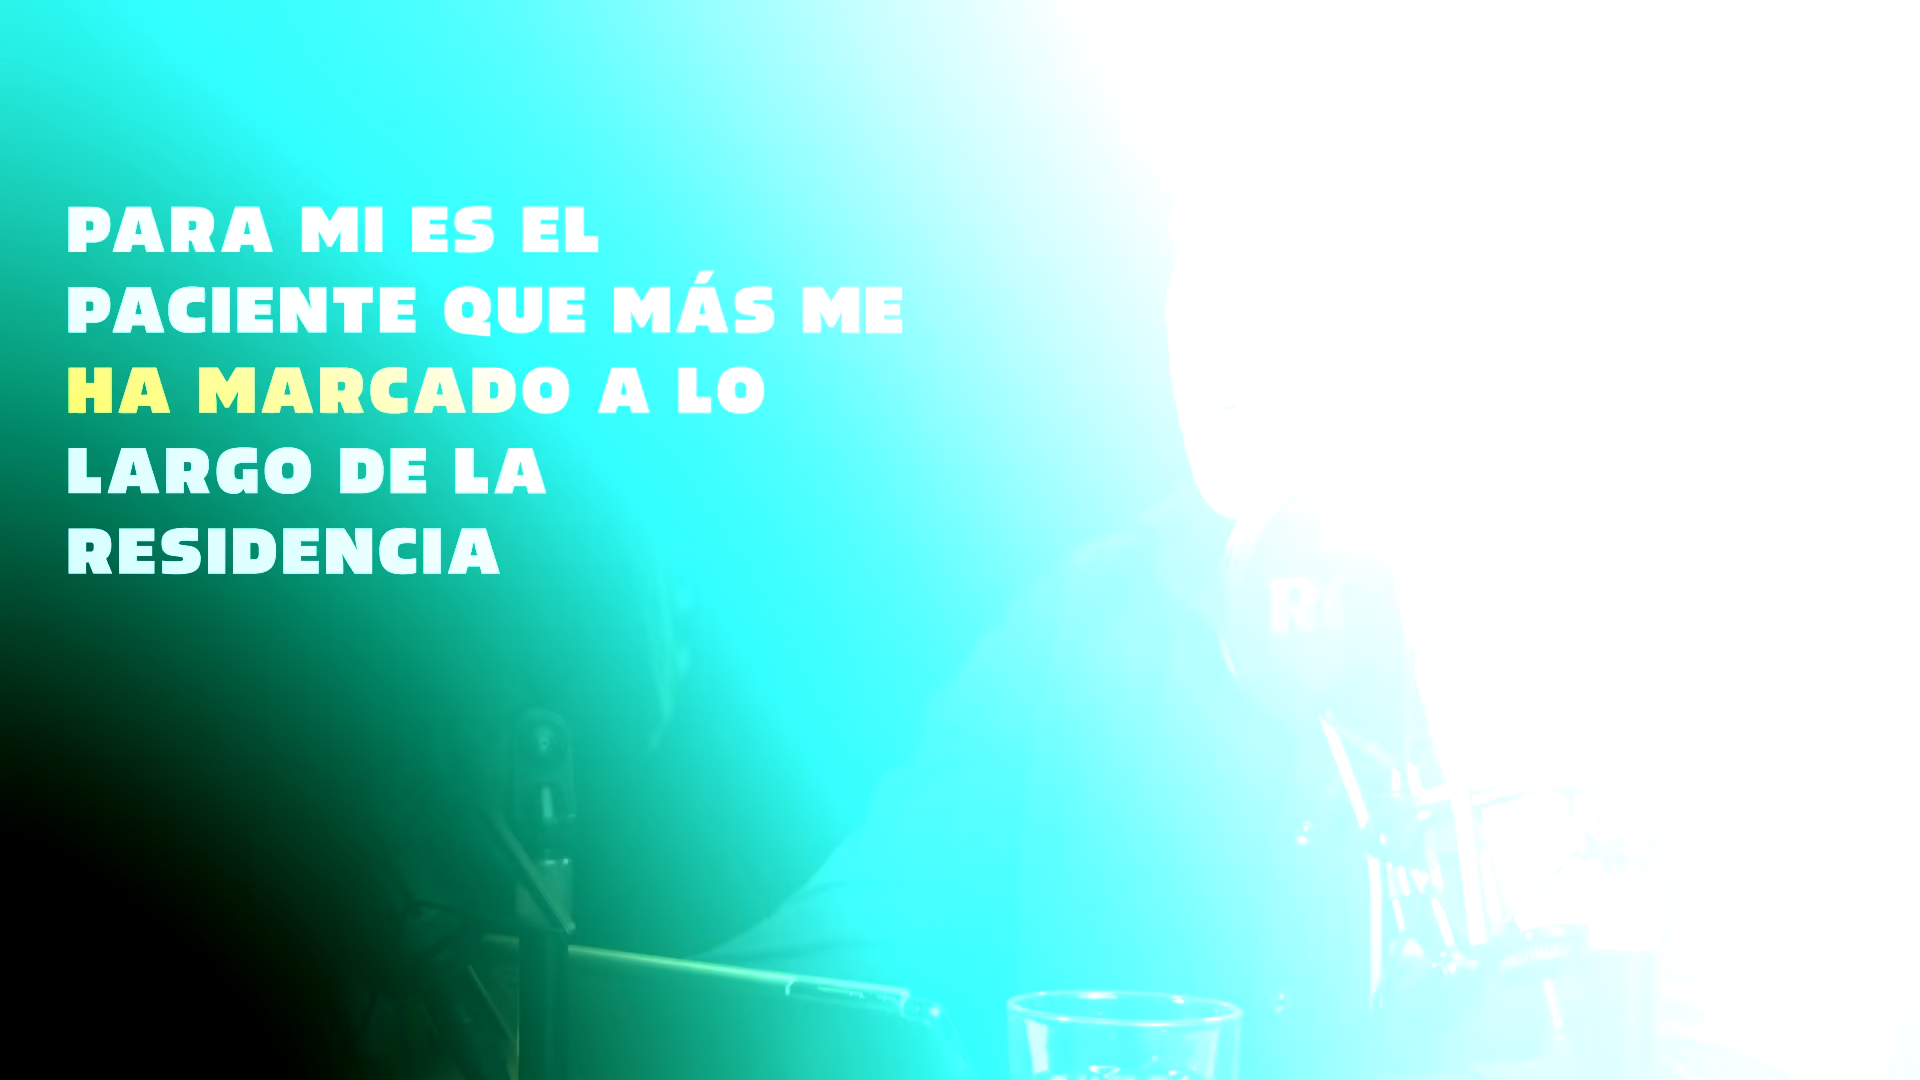 PARA MI ES EL
PACIENTE QUE MÁS ME
HA MARCADO A LO
LARGO DE LA
RESIDENCIA